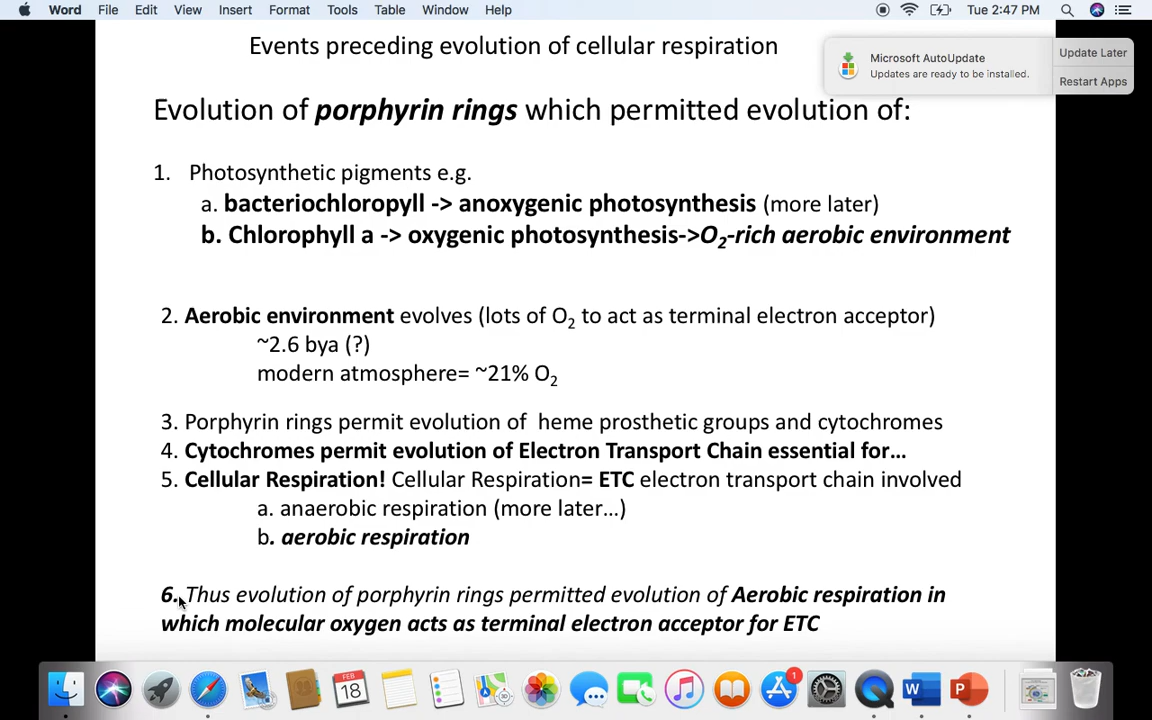 Word File Edit View Insert Format Tools Table Window Help Tue 2:47 PM
Events preceding evolution of cellular respiration
Microsoft AutoUpdate
Updates are ready to be installed.
Update Later
Restart Apps
Evolution of porphyrin rings which permitted evolution of:
1. Photosynthetic pigments e.g.
a. bacteriochloropyll -> anoxygenic photosynthesis (more later)
b. Chlorophyll a -> oxygenic photosynthesis->O₂-rich aerobic environment
2. Aerobic environment evolves (lots of O₂ to act as terminal electron acceptor)
~2.6 bya (?)
modern atmosphere= ~21% O₂
3. Porphyrin rings permit evolution of heme prosthetic groups and cytochromes
4. Cytochromes permit evolution of Electron Transport Chain essential for…
5. Cellular Respiration! Cellular Respiration= ETC electron transport chain involved
a. anaerobic respiration (more later…)
b. aerobic respiration
6. Thus evolution of porphyrin rings permitted evolution of Aerobic respiration in
which molecular oxygen acts as terminal electron acceptor for ETC
FEB
18
1
W
P